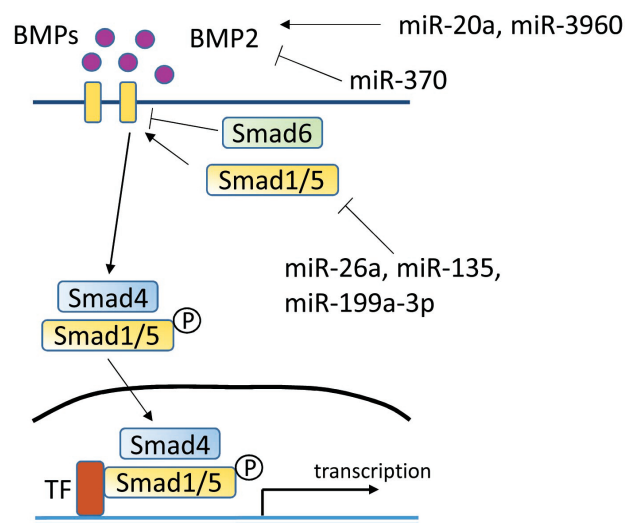 BMPs
BMP2
miR-20a, miR-3960
miR-370
Smad6
Smad1/5
miR-26a, miR-135,
miR-199a-3p
Smad4
Smad1/5
P
Smad4
Smad1/5
P
TF
transcription